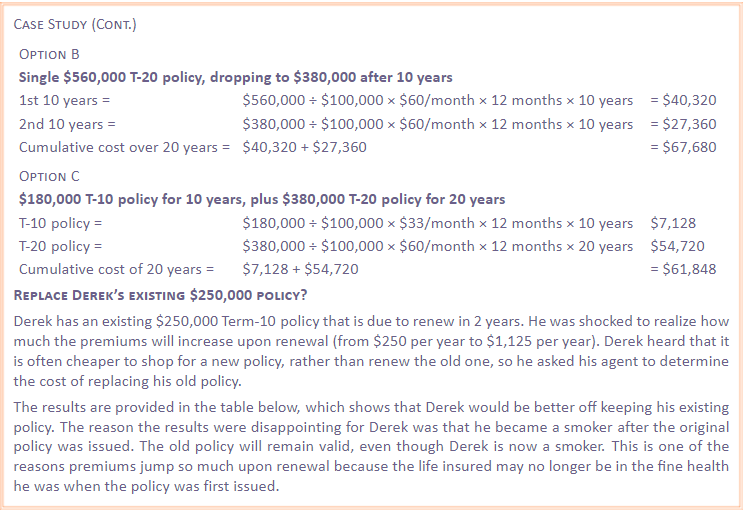 CASE STUDY (CONT.)
OPTION B
Single $560,000 T-20 policy, dropping to $380,000 after 10 years
1st 10 years = $560,000 ÷ $100,000 × $60/month × 12 months × 10 years = $40,320
2nd 10 years = $380,000 ÷ $100,000 × $60/month × 12 months × 10 years = $27,360
Cumulative cost over 20 years = $40,320 + $27,360 = $67,680
OPTION C
$180,000 T-10 policy for 10 years, plus $380,000 T-20 policy for 20 years
T-10 policy = $180,000 ÷ $100,000 × $33/month × 12 months × 10 years $7,128
T-20 policy = $380,000 ÷ $100,000 × $60/month × 12 months × 20 years $54,720
Cumulative cost of 20 years = $7,128 + $54,720 = $61,848
REPLACE DEREK'S EXISTING $250,000 POLICY?
Derek has an existing $250,000 Term-10 policy that is due to renew in 2 years. He was shocked to realize how
much the premiums will increase upon renewal (from $250 per year to $1,125 per year). Derek heard that it
is often cheaper to shop for a new policy, rather than renew the old one, so he asked his agent to determine
the cost of replacing his old policy.
The results are provided in the table below, which shows that Derek would be better off keeping his existing
policy. The reason the results were disappointing for Derek was that he became a smoker after the original
policy was issued. The old policy will remain valid, even though Derek is now a smoker. This is one of the
reasons premiums jump so much upon renewal because the life insured may no longer be in the fine health
he was when the policy was first issued.